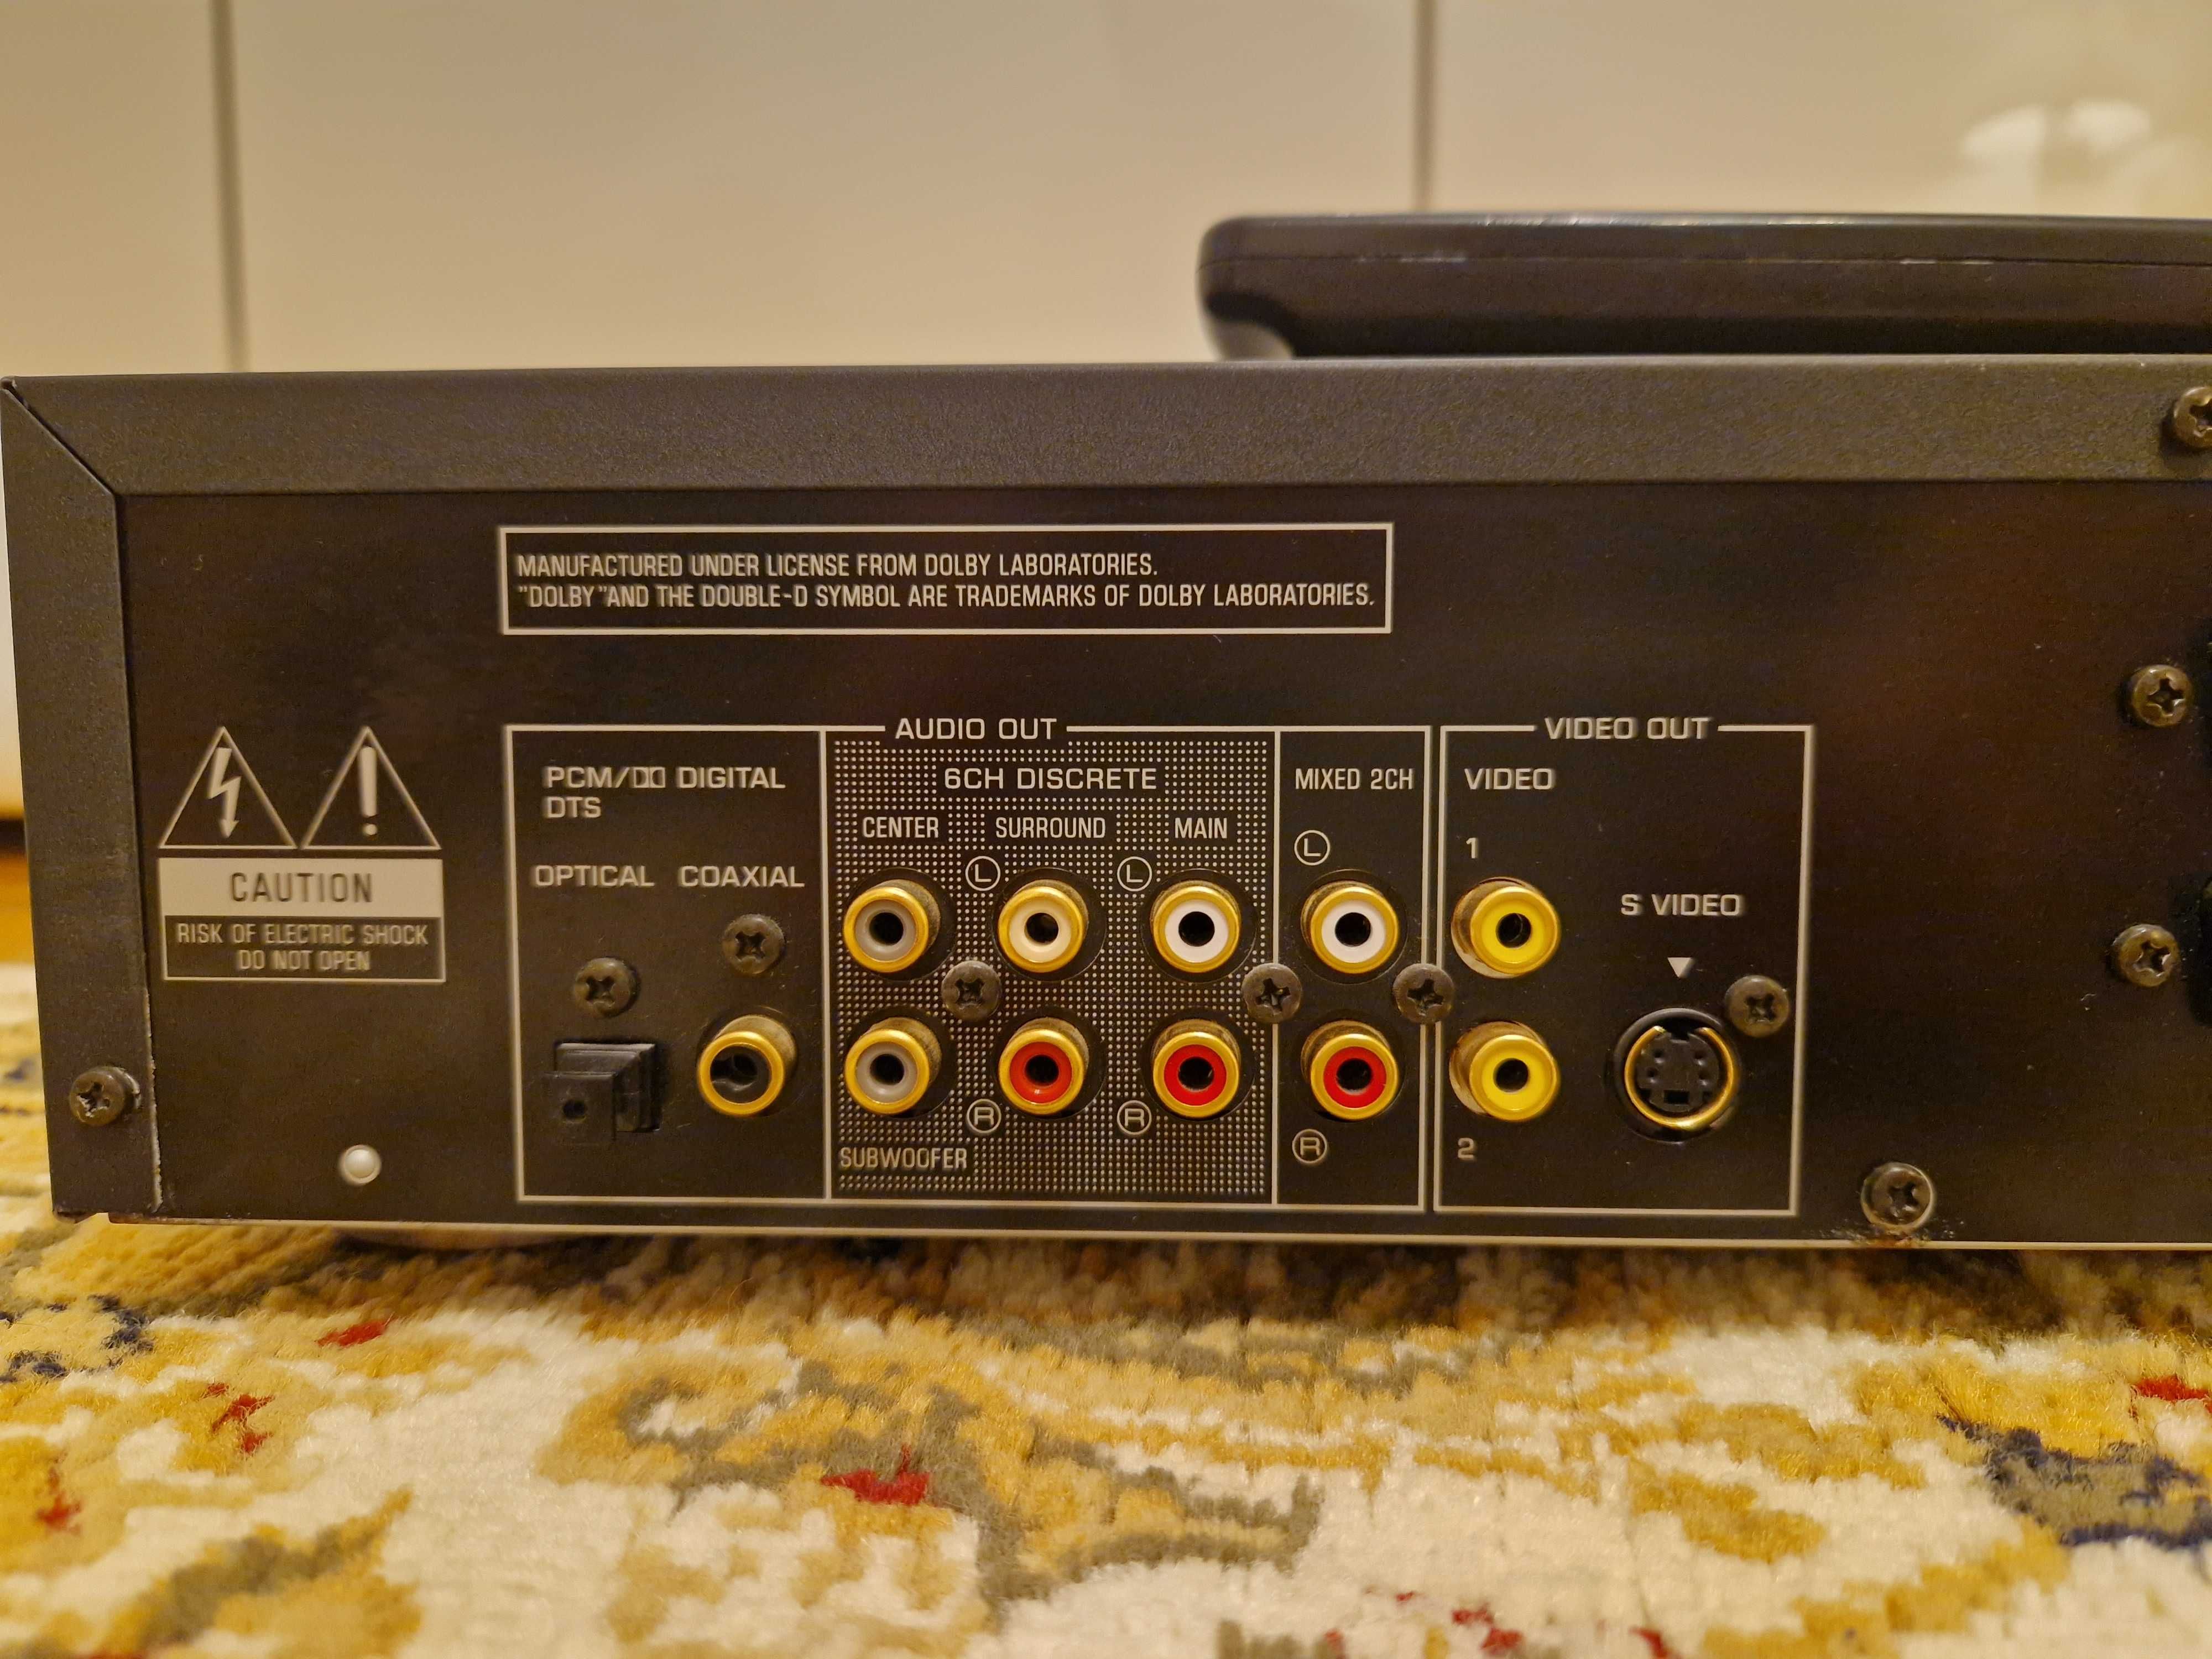 MANUFACTURED UNDER LICENSE FROM DOLBY LABORATORIES.
"DOLBY" AND THE DOUBLE-D SYMBOL ARE TRADEMARKS OF DOLBY LABORATORIES.
CAUTION
RISK OF ELECTRIC SHOCK
DO NOT OPEN
AUDIO OUT
PCM/DD DIGITAL
DTS
OPTICAL COAXIAL
6CH DISCRETE
CENTER SURROUND MAIN
L L
R R
SUBWOOFER
MIXED 2CH
L
R
VIDEO OUT
VIDEO
1
S VIDEO
2